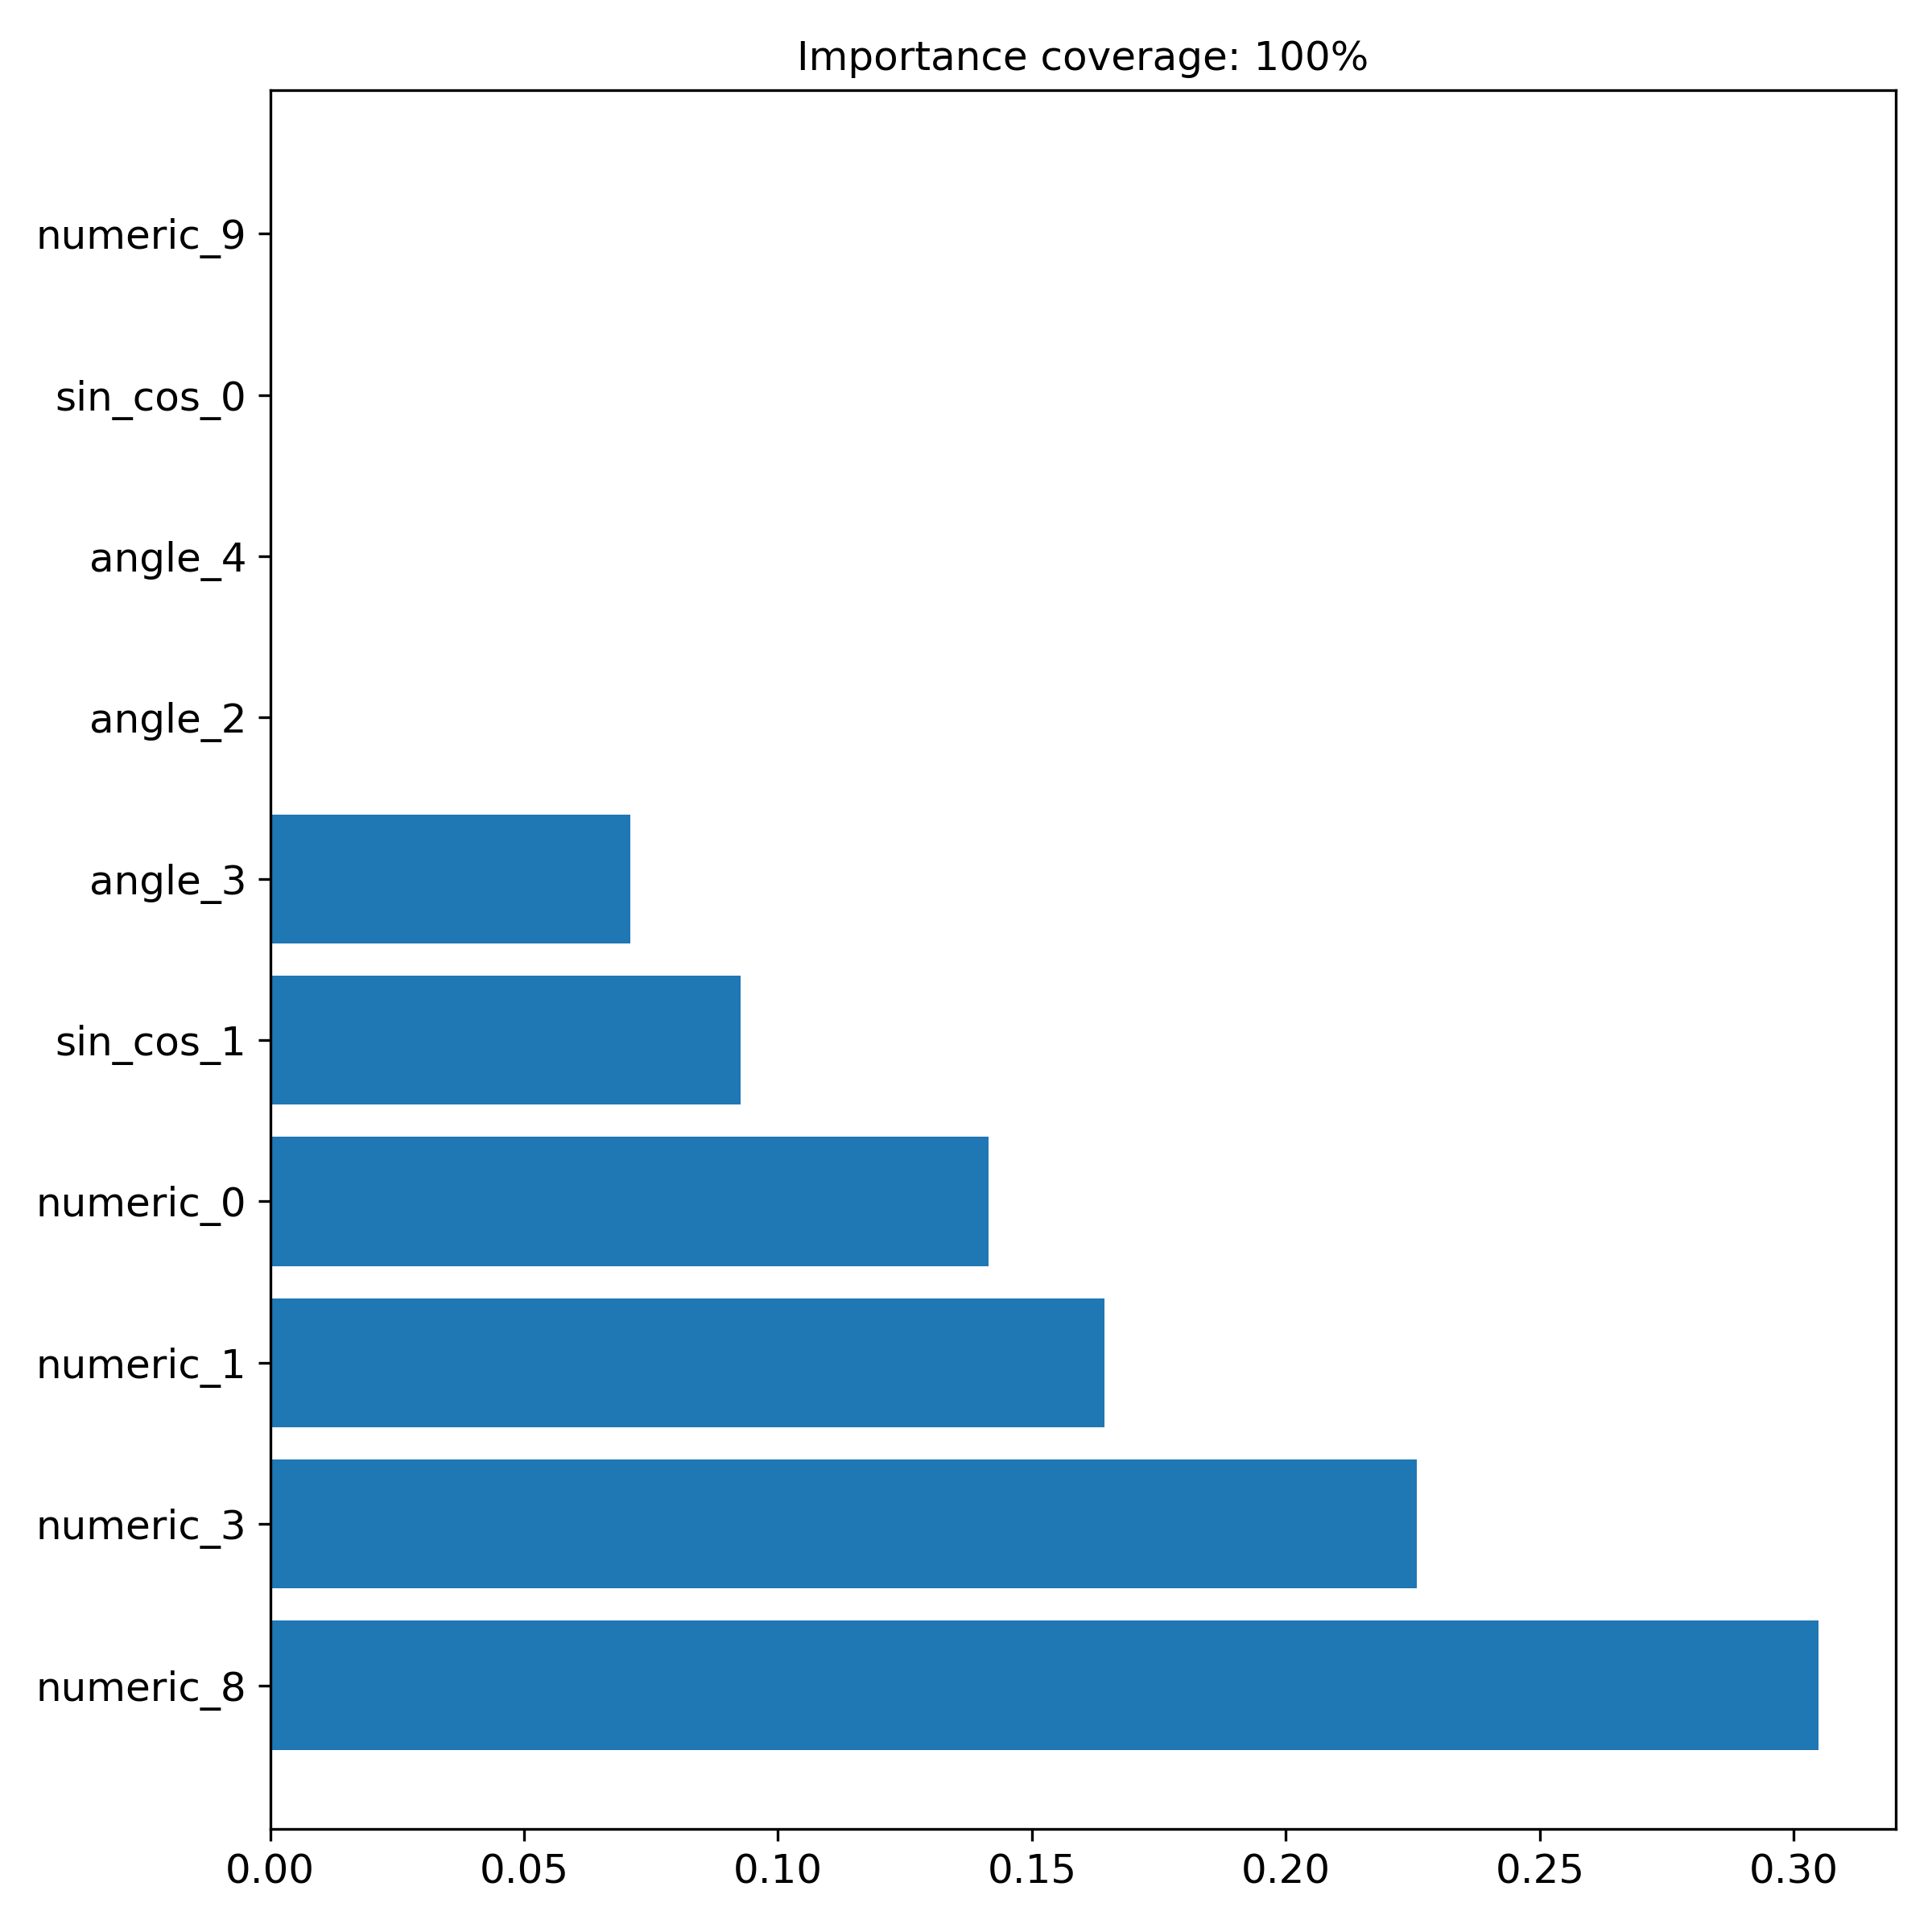 Importance coverage: 100%
numeric_9
sin_cos_0
angle_4
angle_2
angle_3
sin_cos_1
numeric_0
numeric_1
numeric_3
numeric_8
0.00 0.05 0.10 0.15 0.20 0.25 0.30